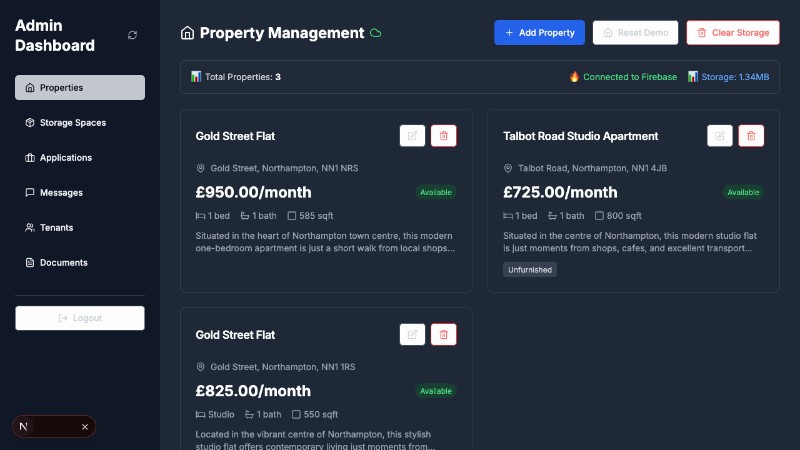 Admin
Dashboard
Properties
Storage Spaces
Applications
Messages
Tenants
Documents
Logout
N
Property Management
Add Property
Reset Demo
Clear Storage
Total Properties: 3
Connected to Firebase
Storage: 1.34MB
Gold Street Flat
Gold Street, Northampton, NN1 NRS
£950.00/month
Available
1 bed 1 bath 585 sqft
Situated in the heart of Northampton town centre, this modern
one-bedroom apartment is just a short walk from local shops...
Talbot Road Studio Apartment
Talbot Road, Northampton, NN1 4JB
£725.00/month
Available
1 bed 1 bath 800 sqft
Situated in the centre of Northampton, this modern studio flat
is just moments from shops, cafes, and excellent transport...
Unfurnished
Gold Street Flat
Gold Street, Northampton, NN1 1RS
£825.00/month
Available
Studio 1 bath 550 sqft
Located in the vibrant centre of Northampton, this stylish
studio flat offers contemporary living just moments from...